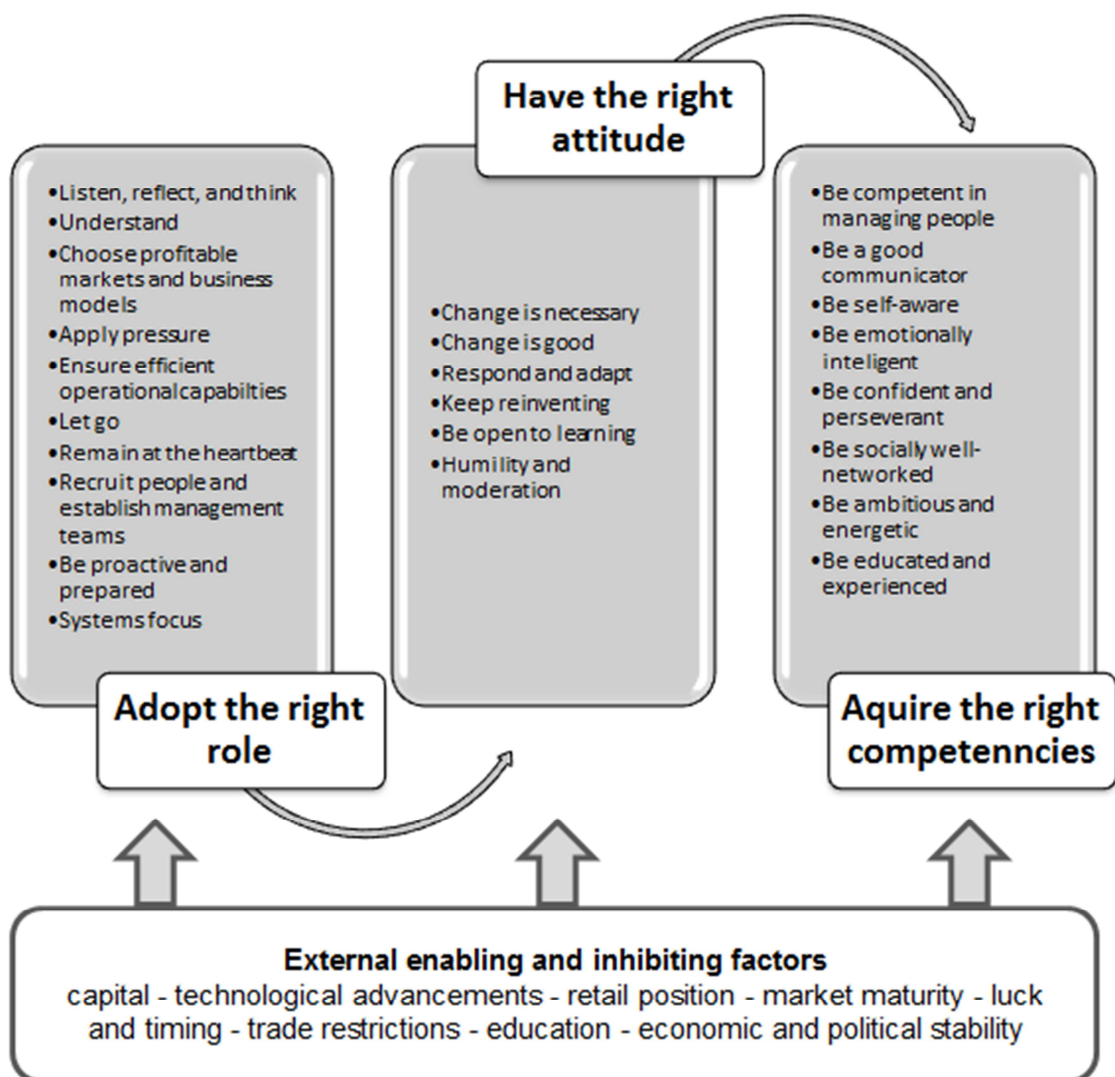 Have the right
attitude
•Listen, reflect, and think
•Understand
•Choose profitable
markets and business
models
•Apply pressure
•Ensure efficient
operational capabilties
•Let go
•Remain at the heartbeat
•Recruit people and
establish management
teams
•Be proactive and
prepared
•Systems focus
Adopt the right
role
•Change is necessary
•Change is good
•Respond and adapt
•Keep reinventing
•Be open to learning
•Humility and
moderation
•Be competent in
managing people
•Be a good
communicator
•Be self-aware
•Be emotionally
inteligent
•Be confident and
perseverant
•Be socially well-
networked
•Be ambitious and
energetic
•Be educated and
experienced
Aquire the right
competenncies
External enabling and inhibiting factors
capital - technological advancements - retail position - market maturity - luck
and timing - trade restrictions - education - economic and political stability